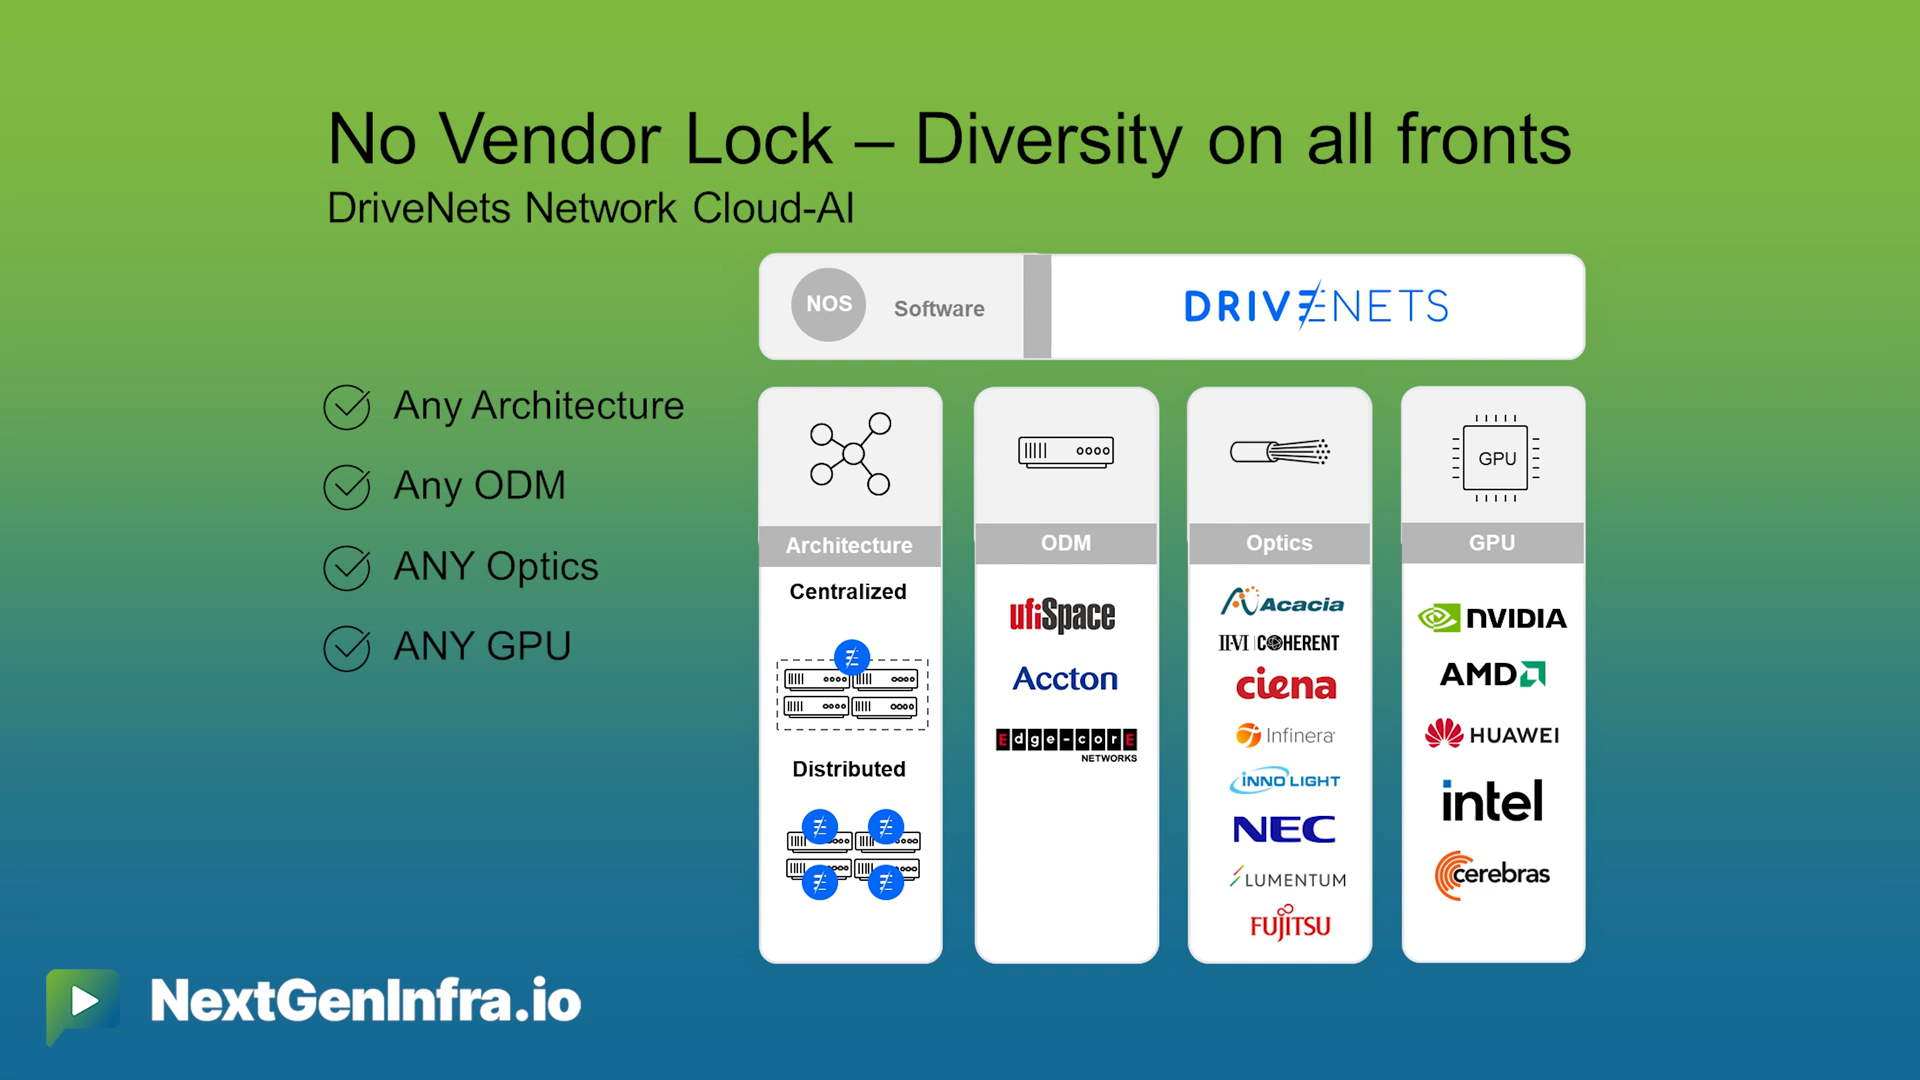 No Vendor Lock – Diversity on all fronts
DriveNets Network Cloud-AI
NOS
Software
DRIVENETS
Any Architecture
Any ODM
ANY Optics
ANY GPU
Architecture
Centralized
Distributed
ODM
ufiSpace
Accton
Edge-corE
NETWORKS
Optics
Acacia
II-VI | COHERENT
ciena
Infinera
INNOLIGHT
NEC
LUMENTUM
FUJITSU
GPU
GPU
NVIDIA
AMD
HUAWEI
intel
cerebras
NextGenInfra.io